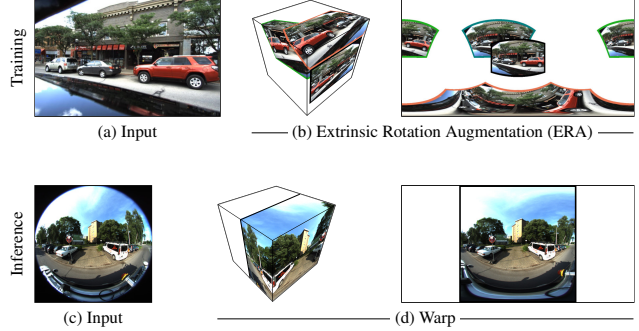 Training
(a) Input
(b) Extrinsic Rotation Augmentation (ERA)
Inference
(c) Input
(d) Warp